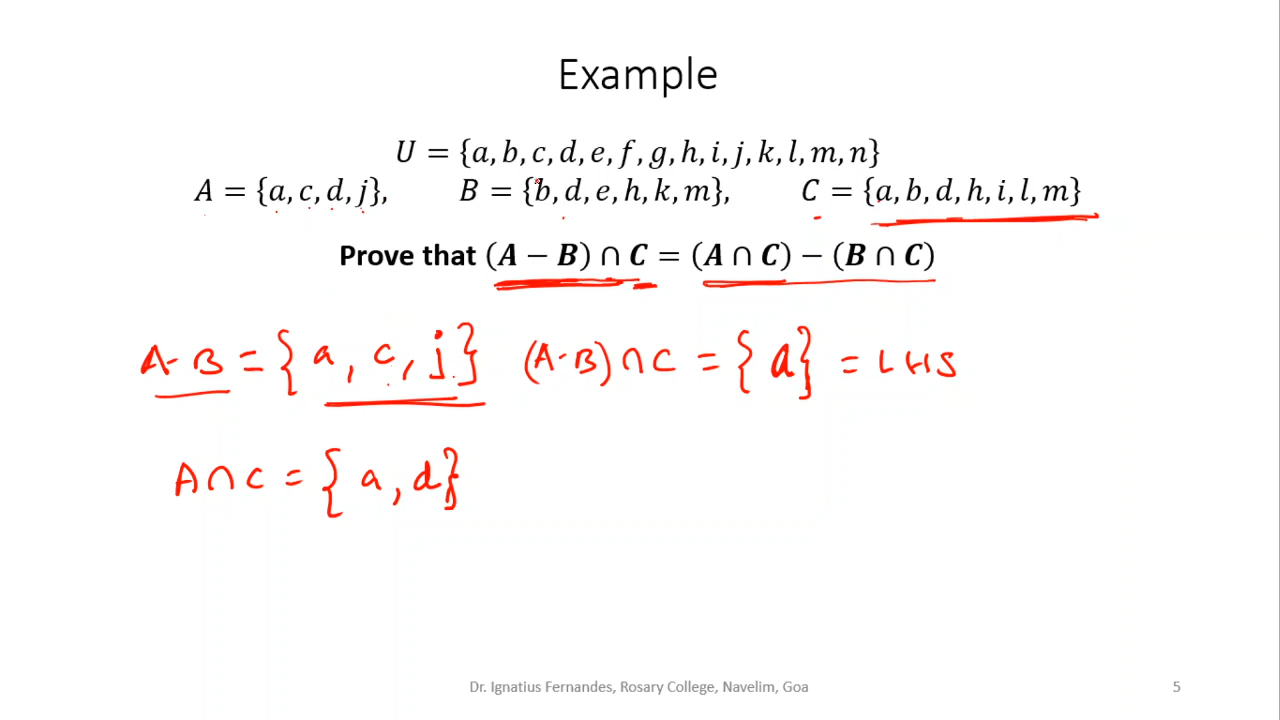 Example
U = {a, b, c, d, e, f, g, h, i, j, k, l, m, n}
A = {a, c, d, j}, B = {b, d, e, h, k, m}, C = {a, b, d, h, i, l, m}
Prove that (A − B) ∩ C = (A ∩ C) − (B ∩ C)
A-B = {a, c, j} (A-B) ∩ C = {a} = LHS
A ∩ C = {a, d}
Dr. Ignatius Fernandes, Rosary College, Navelim, Goa 5